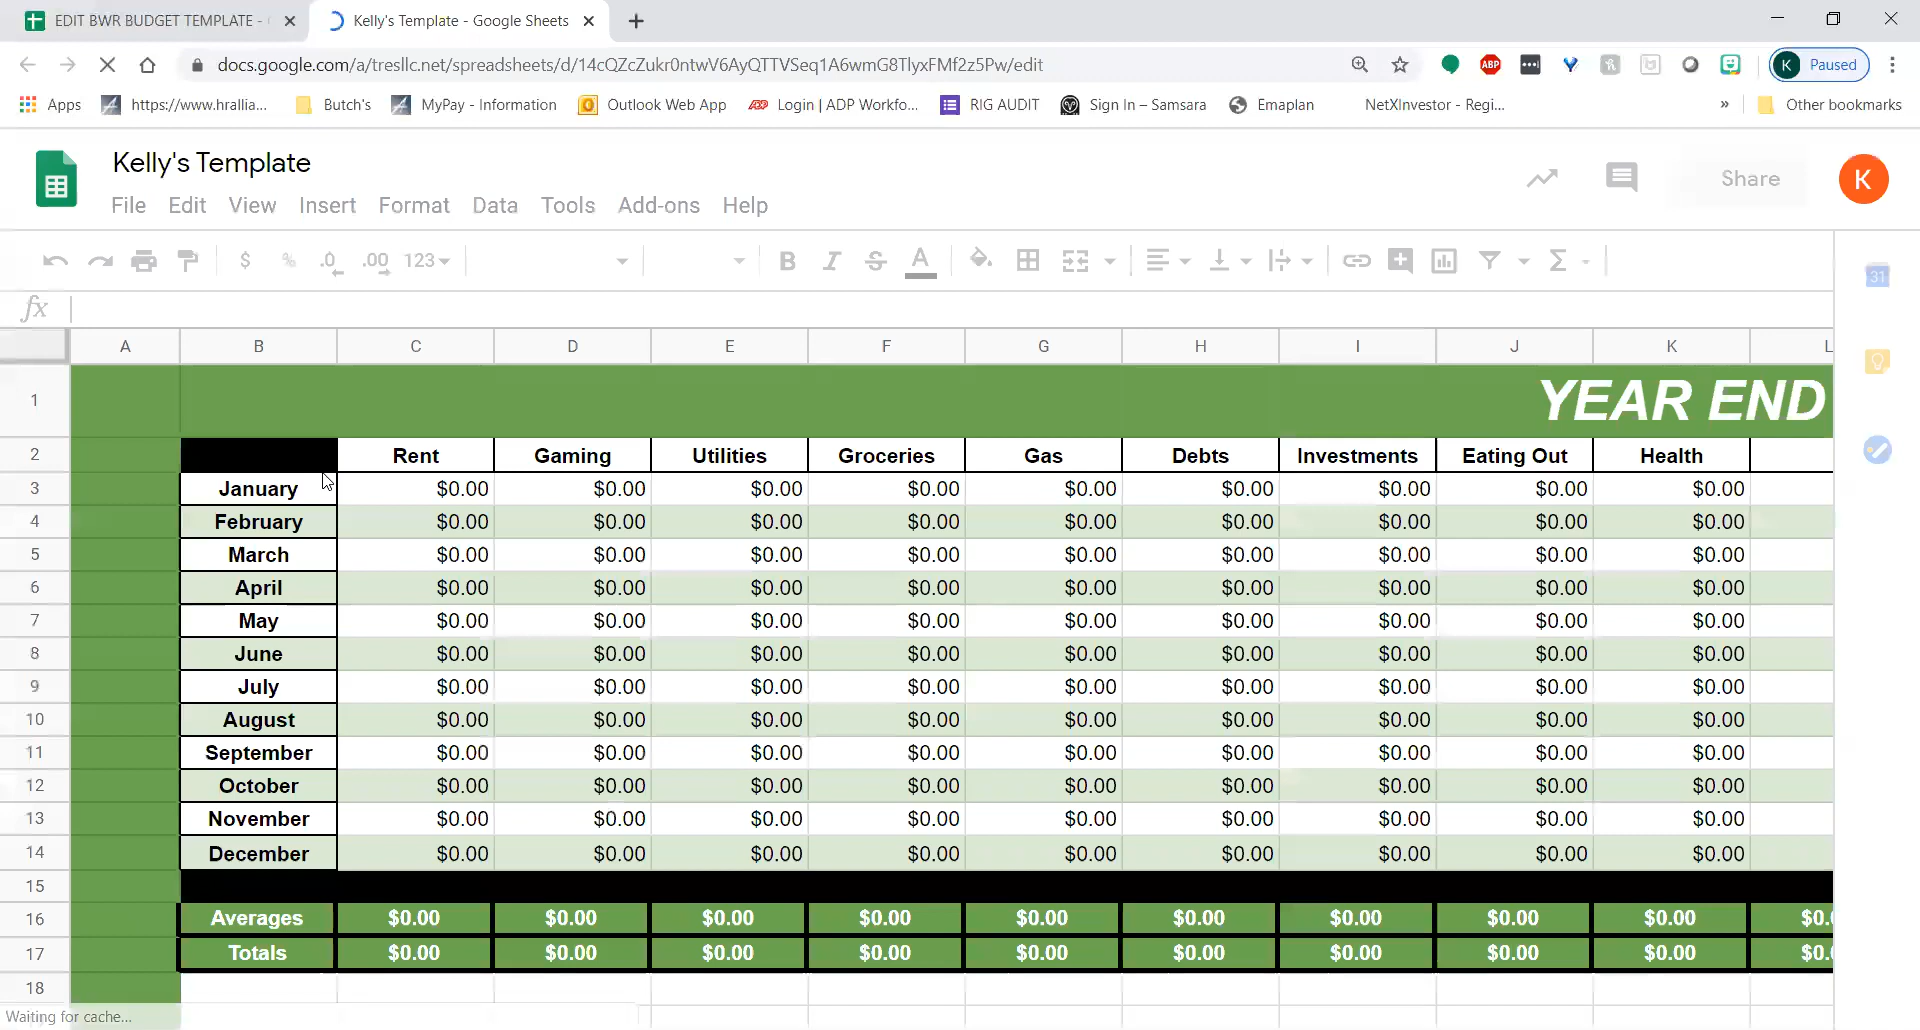 EDIT BWR BUDGET TEMPLATE -
Kelly's Template - Google Sheets
docs.google.com/a/tresllc.net/spreadsheets/d/14cQZcZukr0ntwV6AyQTTVSeq1A6wmG8TlyxFMf2z5Pw/edit
ABP
K Paused
Apps https://www.hrallia... Butch's MyPay - Information Outlook Web App Login | ADP Workfo... RIG AUDIT Sign In – Samsara Emaplan NetXInvestor - Regi... » Other bookmarks
Kelly's Template
Share
K
File Edit View Insert Format Data Tools Add-ons Help
$ % .0 .00 123 B I S A Σ
31
fx
A B C D E F G H I J K L
1 YEAR END
2 Rent Gaming Utilities Groceries Gas Debts Investments Eating Out Health
3 January $0.00 $0.00 $0.00 $0.00 $0.00 $0.00 $0.00 $0.00 $0.00
4 February $0.00 $0.00 $0.00 $0.00 $0.00 $0.00 $0.00 $0.00 $0.00
5 March $0.00 $0.00 $0.00 $0.00 $0.00 $0.00 $0.00 $0.00 $0.00
6 April $0.00 $0.00 $0.00 $0.00 $0.00 $0.00 $0.00 $0.00 $0.00
7 May $0.00 $0.00 $0.00 $0.00 $0.00 $0.00 $0.00 $0.00 $0.00
8 June $0.00 $0.00 $0.00 $0.00 $0.00 $0.00 $0.00 $0.00 $0.00
9 July $0.00 $0.00 $0.00 $0.00 $0.00 $0.00 $0.00 $0.00 $0.00
10 August $0.00 $0.00 $0.00 $0.00 $0.00 $0.00 $0.00 $0.00 $0.00
11 September $0.00 $0.00 $0.00 $0.00 $0.00 $0.00 $0.00 $0.00 $0.00
12 October $0.00 $0.00 $0.00 $0.00 $0.00 $0.00 $0.00 $0.00 $0.00
13 November $0.00 $0.00 $0.00 $0.00 $0.00 $0.00 $0.00 $0.00 $0.00
14 December $0.00 $0.00 $0.00 $0.00 $0.00 $0.00 $0.00 $0.00 $0.00
15
16 Averages $0.00 $0.00 $0.00 $0.00 $0.00 $0.00 $0.00 $0.00 $0.00 $0.
17 Totals $0.00 $0.00 $0.00 $0.00 $0.00 $0.00 $0.00 $0.00 $0.00 $0.
18
Waiting for cache...